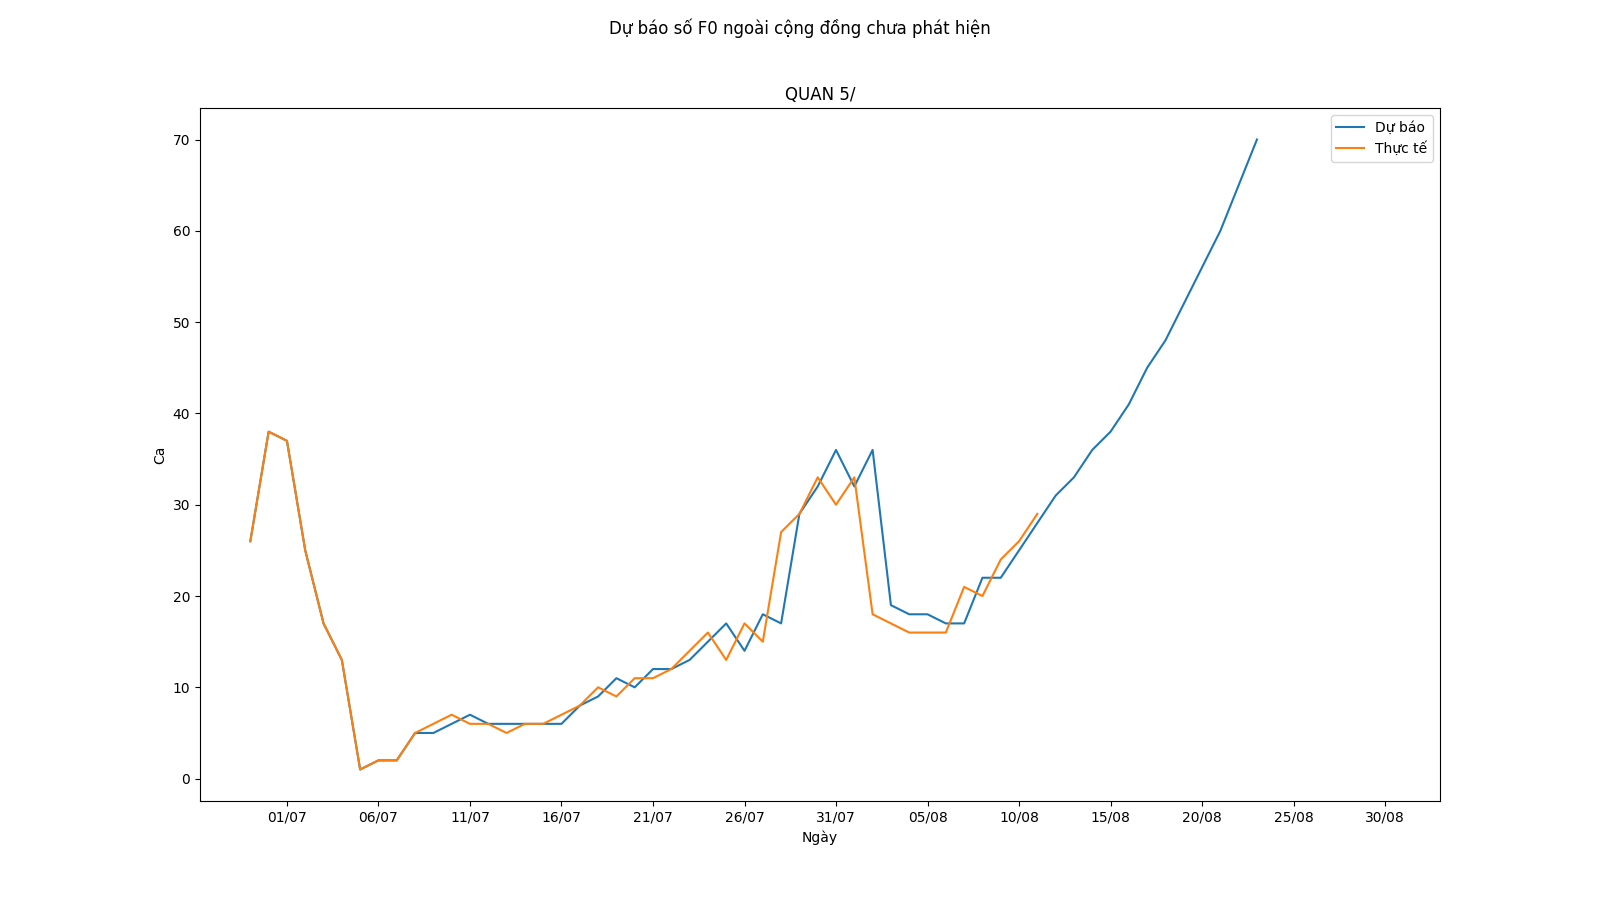 Dự báo số F0 ngoài cộng đồng chưa phát hiện
QUAN 5/
Dự báo
Thực tế
70
60
50
40
30
20
10
0
Ca
01/07 06/07 11/07 16/07 21/07 26/07 31/07 05/08 10/08 15/08 20/08 25/08 30/08
Ngày